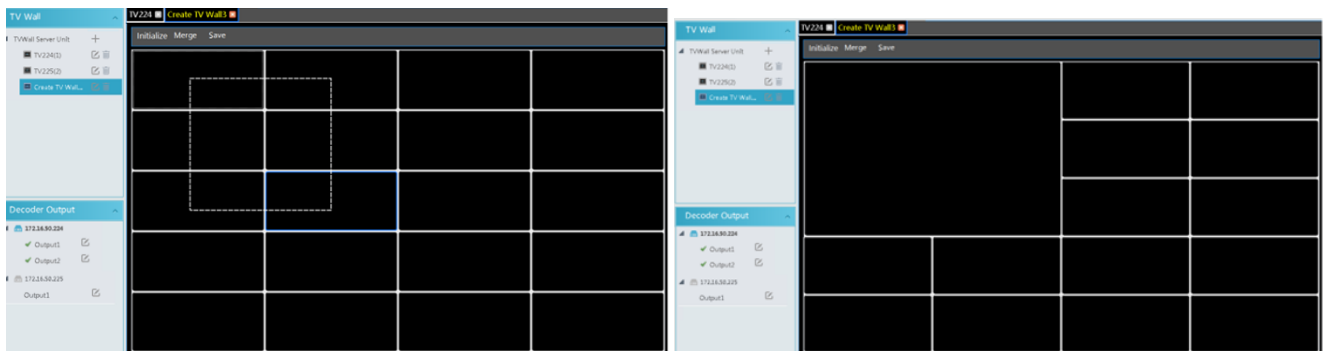 TV Wall
TV224 Create TV Wall3
Initialize Merge Save
TVWall Server Unit
TV224(1)
TV225(2)
Create TV Wall...
Decoder Output
172.16.50.224
Output1
Output2
172.16.50.225
Output1
TV Wall
TV224 Create TV Wall3
Initialize Merge Save
TVWall Server Unit
TV224(1)
TV225(2)
Create TV Wall...
Decoder Output
172.16.50.224
Output1
Output2
172.16.50.225
Output1